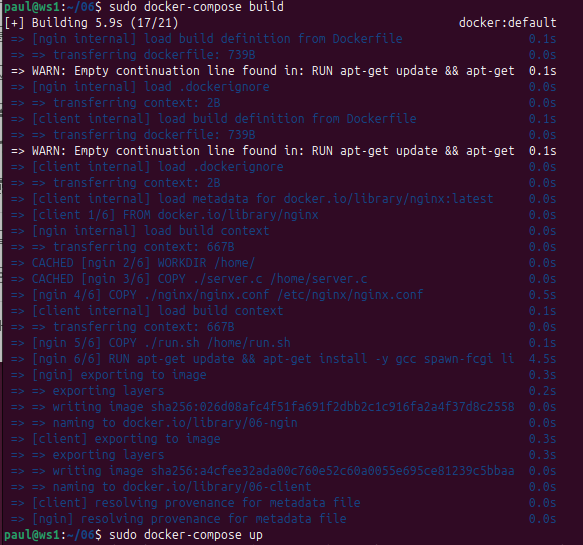 paul@ws1:~/06$ sudo docker-compose build
[+] Building 5.9s (17/21) docker:default
=> [ngin internal] load build definition from Dockerfile 0.1s
=> => transferring dockerfile: 739B 0.0s
=> WARN: Empty continuation line found in: RUN apt-get update && apt-get 0.1s
=> [ngin internal] load .dockerignore 0.0s
=> => transferring context: 2B 0.0s
=> [client internal] load build definition from Dockerfile 0.1s
=> => transferring dockerfile: 739B 0.0s
=> WARN: Empty continuation line found in: RUN apt-get update && apt-get 0.1s
=> [client internal] load .dockerignore 0.0s
=> => transferring context: 2B 0.0s
=> [client internal] load metadata for docker.io/library/nginx:latest 0.0s
=> [client 1/6] FROM docker.io/library/nginx 0.0s
=> [ngin internal] load build context 0.0s
=> => transferring context: 667B 0.0s
=> CACHED [ngin 2/6] WORKDIR /home/ 0.0s
=> CACHED [ngin 3/6] COPY ./server.c /home/server.c 0.0s
=> [ngin 4/6] COPY ./nginx/nginx.conf /etc/nginx/nginx.conf 0.5s
=> [client internal] load build context 0.1s
=> => transferring context: 667B 0.0s
=> [ngin 5/6] COPY ./run.sh /home/run.sh 0.1s
=> [ngin 6/6] RUN apt-get update && apt-get install -y gcc spawn-fcgi li 4.5s
=> [ngin] exporting to image 0.3s
=> => exporting layers 0.2s
=> => writing image sha256:026d08afc4f51fa691f2dbb2c1c916fa2a4f37d8c2558 0.0s
=> => naming to docker.io/library/06-ngin 0.0s
=> [client] exporting to image 0.3s
=> => exporting layers 0.3s
=> => writing image sha256:a4cfee32ada00c760e52c60a0055e695ce81239c5bbaa 0.0s
=> => naming to docker.io/library/06-client 0.0s
=> [client] resolving provenance for metadata file 0.0s
=> [ngin] resolving provenance for metadata file 0.0s
paul@ws1:~/06$ sudo docker-compose up